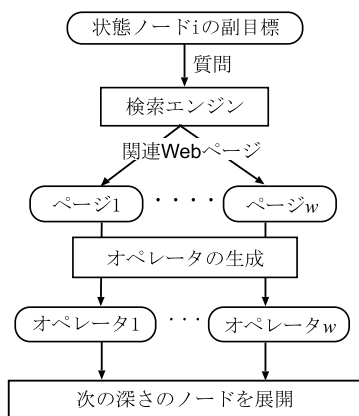 状態ノードiの副目標
質問
検索エンジン
関連Webページ
ページ1 ・・・・ ページw
オペレータの生成
オペレータ1 ・・・ オペレータw
次の深さのノードを展開